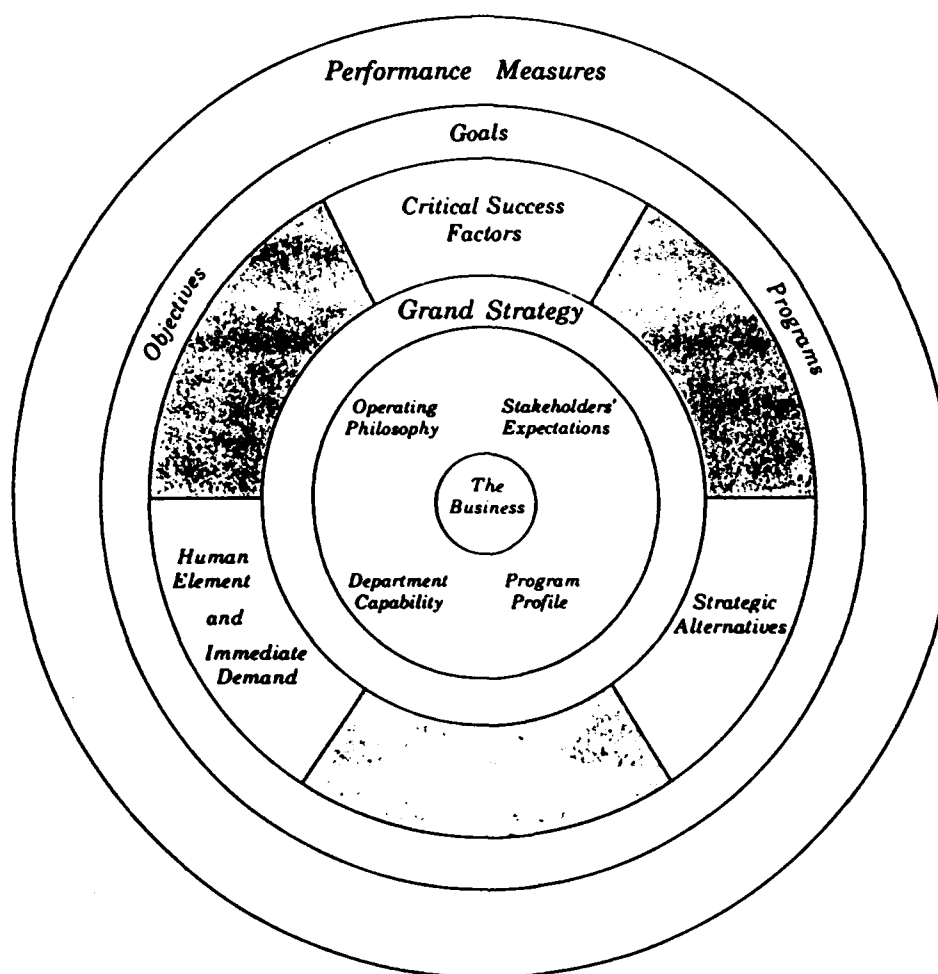 Performance Measures
Goals
Critical Success
Factors
Objectives
Programs
Grand Strategy
Operating
Philosophy
Stakeholders'
Expectations
The
Business
Department
Capability
Program
Profile
Human
Element
and
Immediate
Demand
Strategic
Alternatives